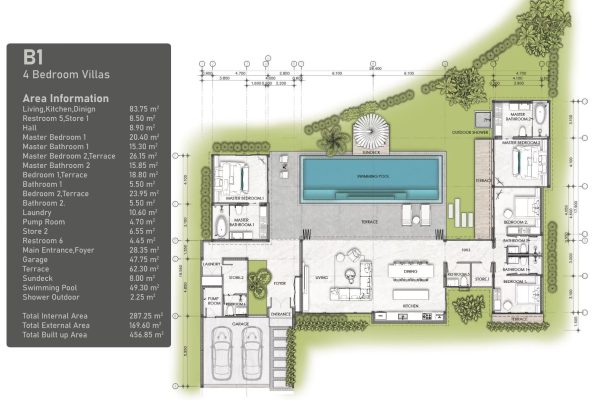 B1
4 Bedroom Villas
Area Information
Living,Kitchen,Dinign 83.75 m²
Restroom 5,Store 1 8.50 m²
Hall 8.90 m²
Master Bedroom 1 20.40 m²
Master Bathroom 1 15.30 m²
Master Bedroom 2,Terrace 26.15 m²
Master Bathroom 2 15.85 m²
Bedroom 1,Terrace 18.80 m²
Bathroom 1 5.50 m²
Bedroom 2,Terrace 23.95 m²
Bathroom 2. 5.50 m²
Laundry 10.60 m²
Pump Room 4.70 m²
Store 2 6.55 m²
Restroom 6 4.45 m²
Main Entrance,Foyer 28.35 m²
Garage 47.75 m²
Terrace 62.30 m²
Sundeck 8.00 m²
Swimming Pool 49.30 m²
Shower Outdoor 2.25 m²
Total Internal Area 287.25 m²
Total External Area 169.60 m²
Total Built up Area 456.85 m²
OUTDOOR SHOWER
MASTER
BATHROOM 2
SUNDECK
MASTER BEDROOM 2
SWIMMING POOL
TERRACE
MASTER BEDROOM 1
BEDROOM 2
MASTER
BATHROOM 1
TERRACE
BATHROOM 2
LAUNDRY
STORE 2
FOYER
LIVING
DINING
BATHROOM 1
STORE 1
BEDROOM 1
PUMP
ROOM
KITCHEN
ENTRANCE
GARAGE
TERRACE